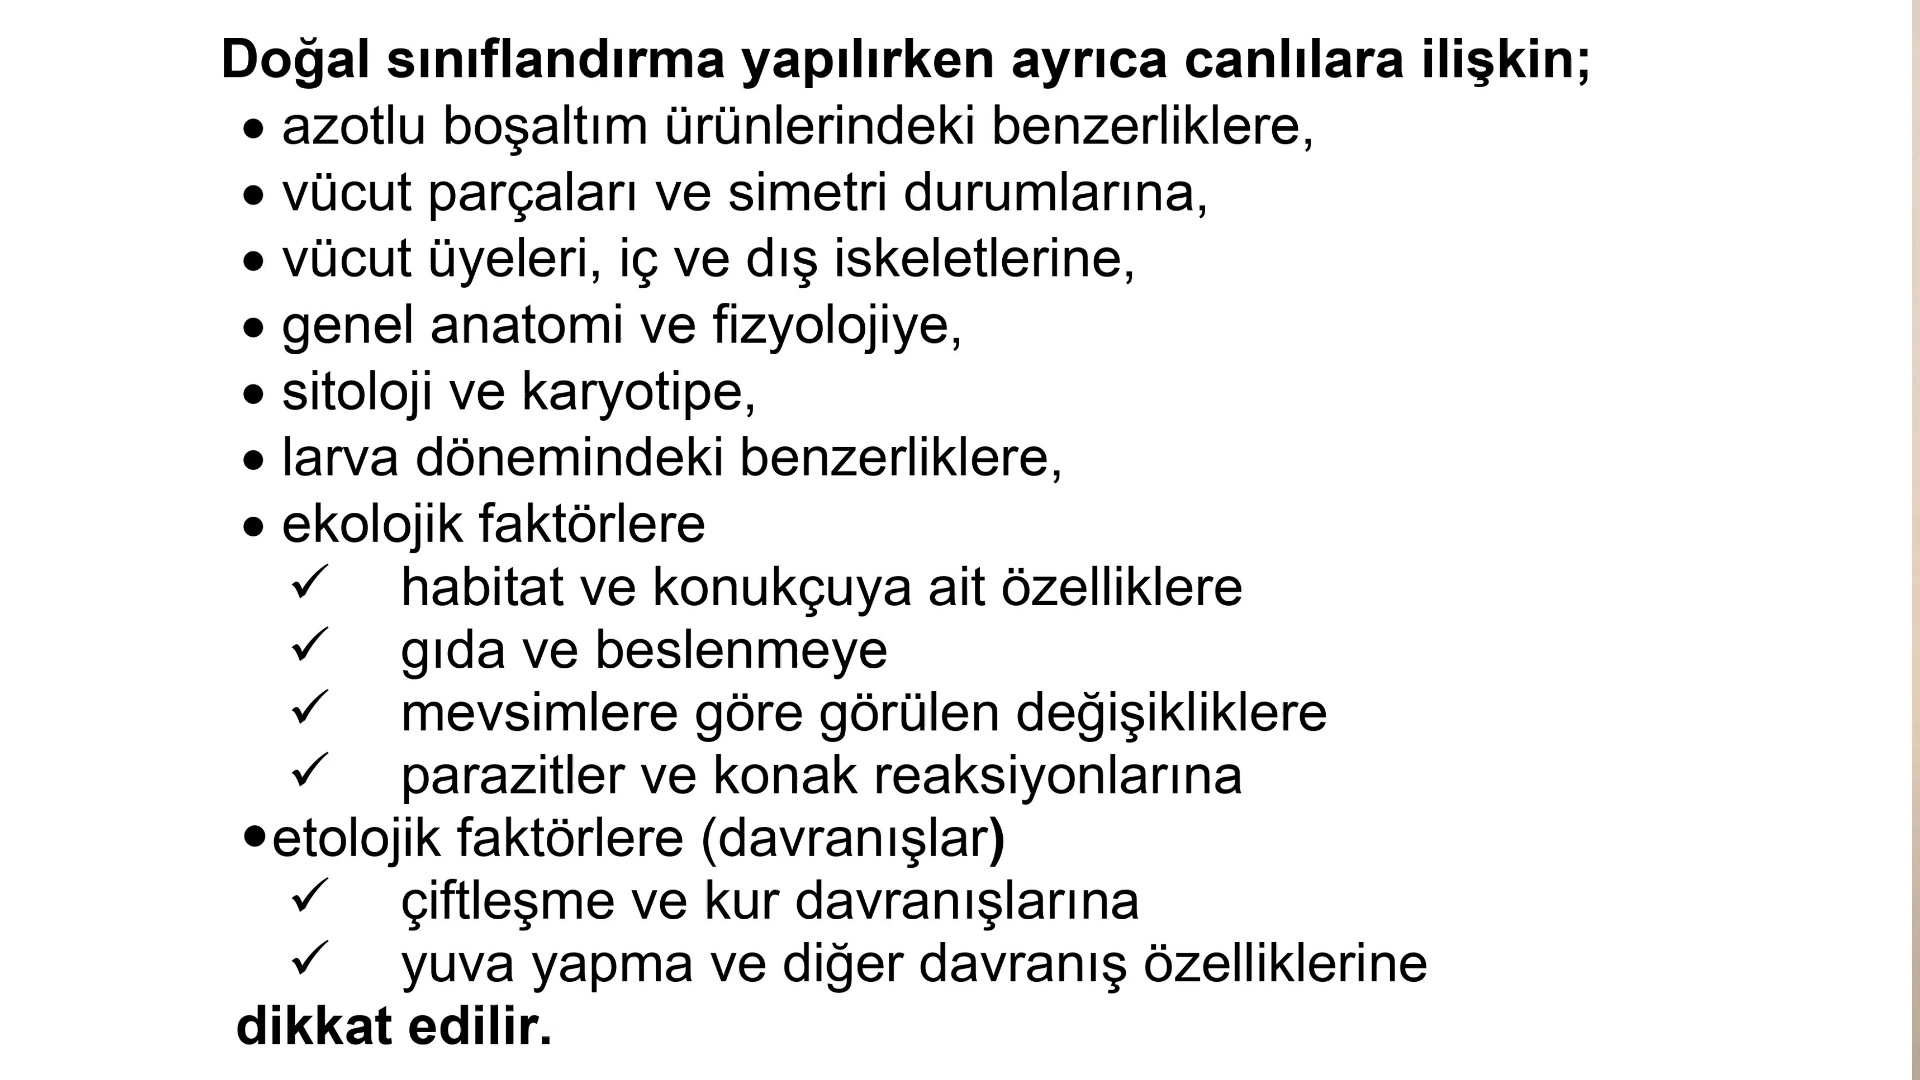 Doğal sınıflandırma yapılırken ayrıca canlılara ilişkin;
• azotlu boşaltım ürünlerindeki benzerliklere,
• vücut parçaları ve simetri durumlarına,
• vücut üyeleri, iç ve dış iskeletlerine,
• genel anatomi ve fizyolojiye,
• sitoloji ve karyotipe,
• larva dönemindeki benzerliklere,
• ekolojik faktörlere
✓ habitat ve konukçuya ait özelliklere
✓ gıda ve beslenmeye
✓ mevsimlere göre görülen değişikliklere
✓ parazitler ve konak reaksiyonlarına
•etolojik faktörlere (davranışlar)
✓ çiftleşme ve kur davranışlarına
✓ yuva yapma ve diğer davranış özelliklerine
dikkat edilir.